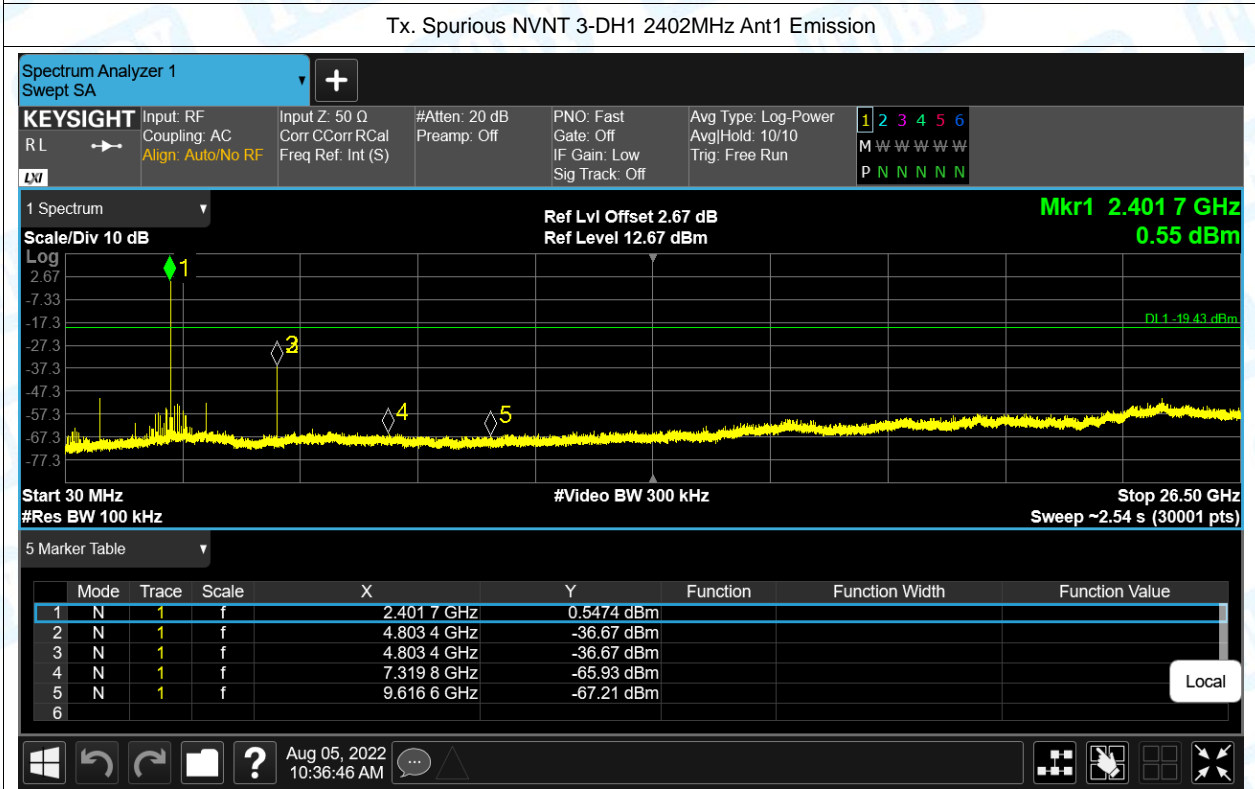 Tx. Spurious NVNT 3-DH1 2402MHz Ant1 Emission
Spectrum Analyzer 1
Swept SA
+
KEYSIGHT Input: RF Input Z: 50 Ω #Atten: 20 dB PNO: Fast Avg Type: Log-Power 1 2 3 4 5 6
RL Coupling: AC Corr CCorr RCal Preamp: Off Gate: Off Avg|Hold: 10/10 M W W W W W
Align: Auto/No RF Freq Ref: Int (S) IF Gain: Low Trig: Free Run
LXI Sig Track: Off P N N N N N
1 Spectrum Ref Lvl Offset 2.67 dB Mkr1 2.401 7 GHz
Scale/Div 10 dB Ref Level 12.67 dBm 0.55 dBm
Log
1
2.67
-7.33
-17.3
DL1 -19.43 dBm
-27.3
-37.3
-47.3
4 5
-57.3
-67.3
-77.3
Start 30 MHz #Video BW 300 kHz Stop 26.50 GHz
#Res BW 100 kHz Sweep ~2.54 s (30001 pts)
5 Marker Table
Mode Trace Scale X Y Function Function Width Function Value
1 N 1 f 2.401 7 GHz 0.5474 dBm
2 N 1 f 4.803 4 GHz -36.67 dBm
3 N 1 f 4.803 4 GHz -36.67 dBm
4 N 1 f 7.319 8 GHz -65.93 dBm
5 N 1 f 9.616 6 GHz -67.21 dBm
6
Local
? Aug 05, 2022
10:36:46 AM